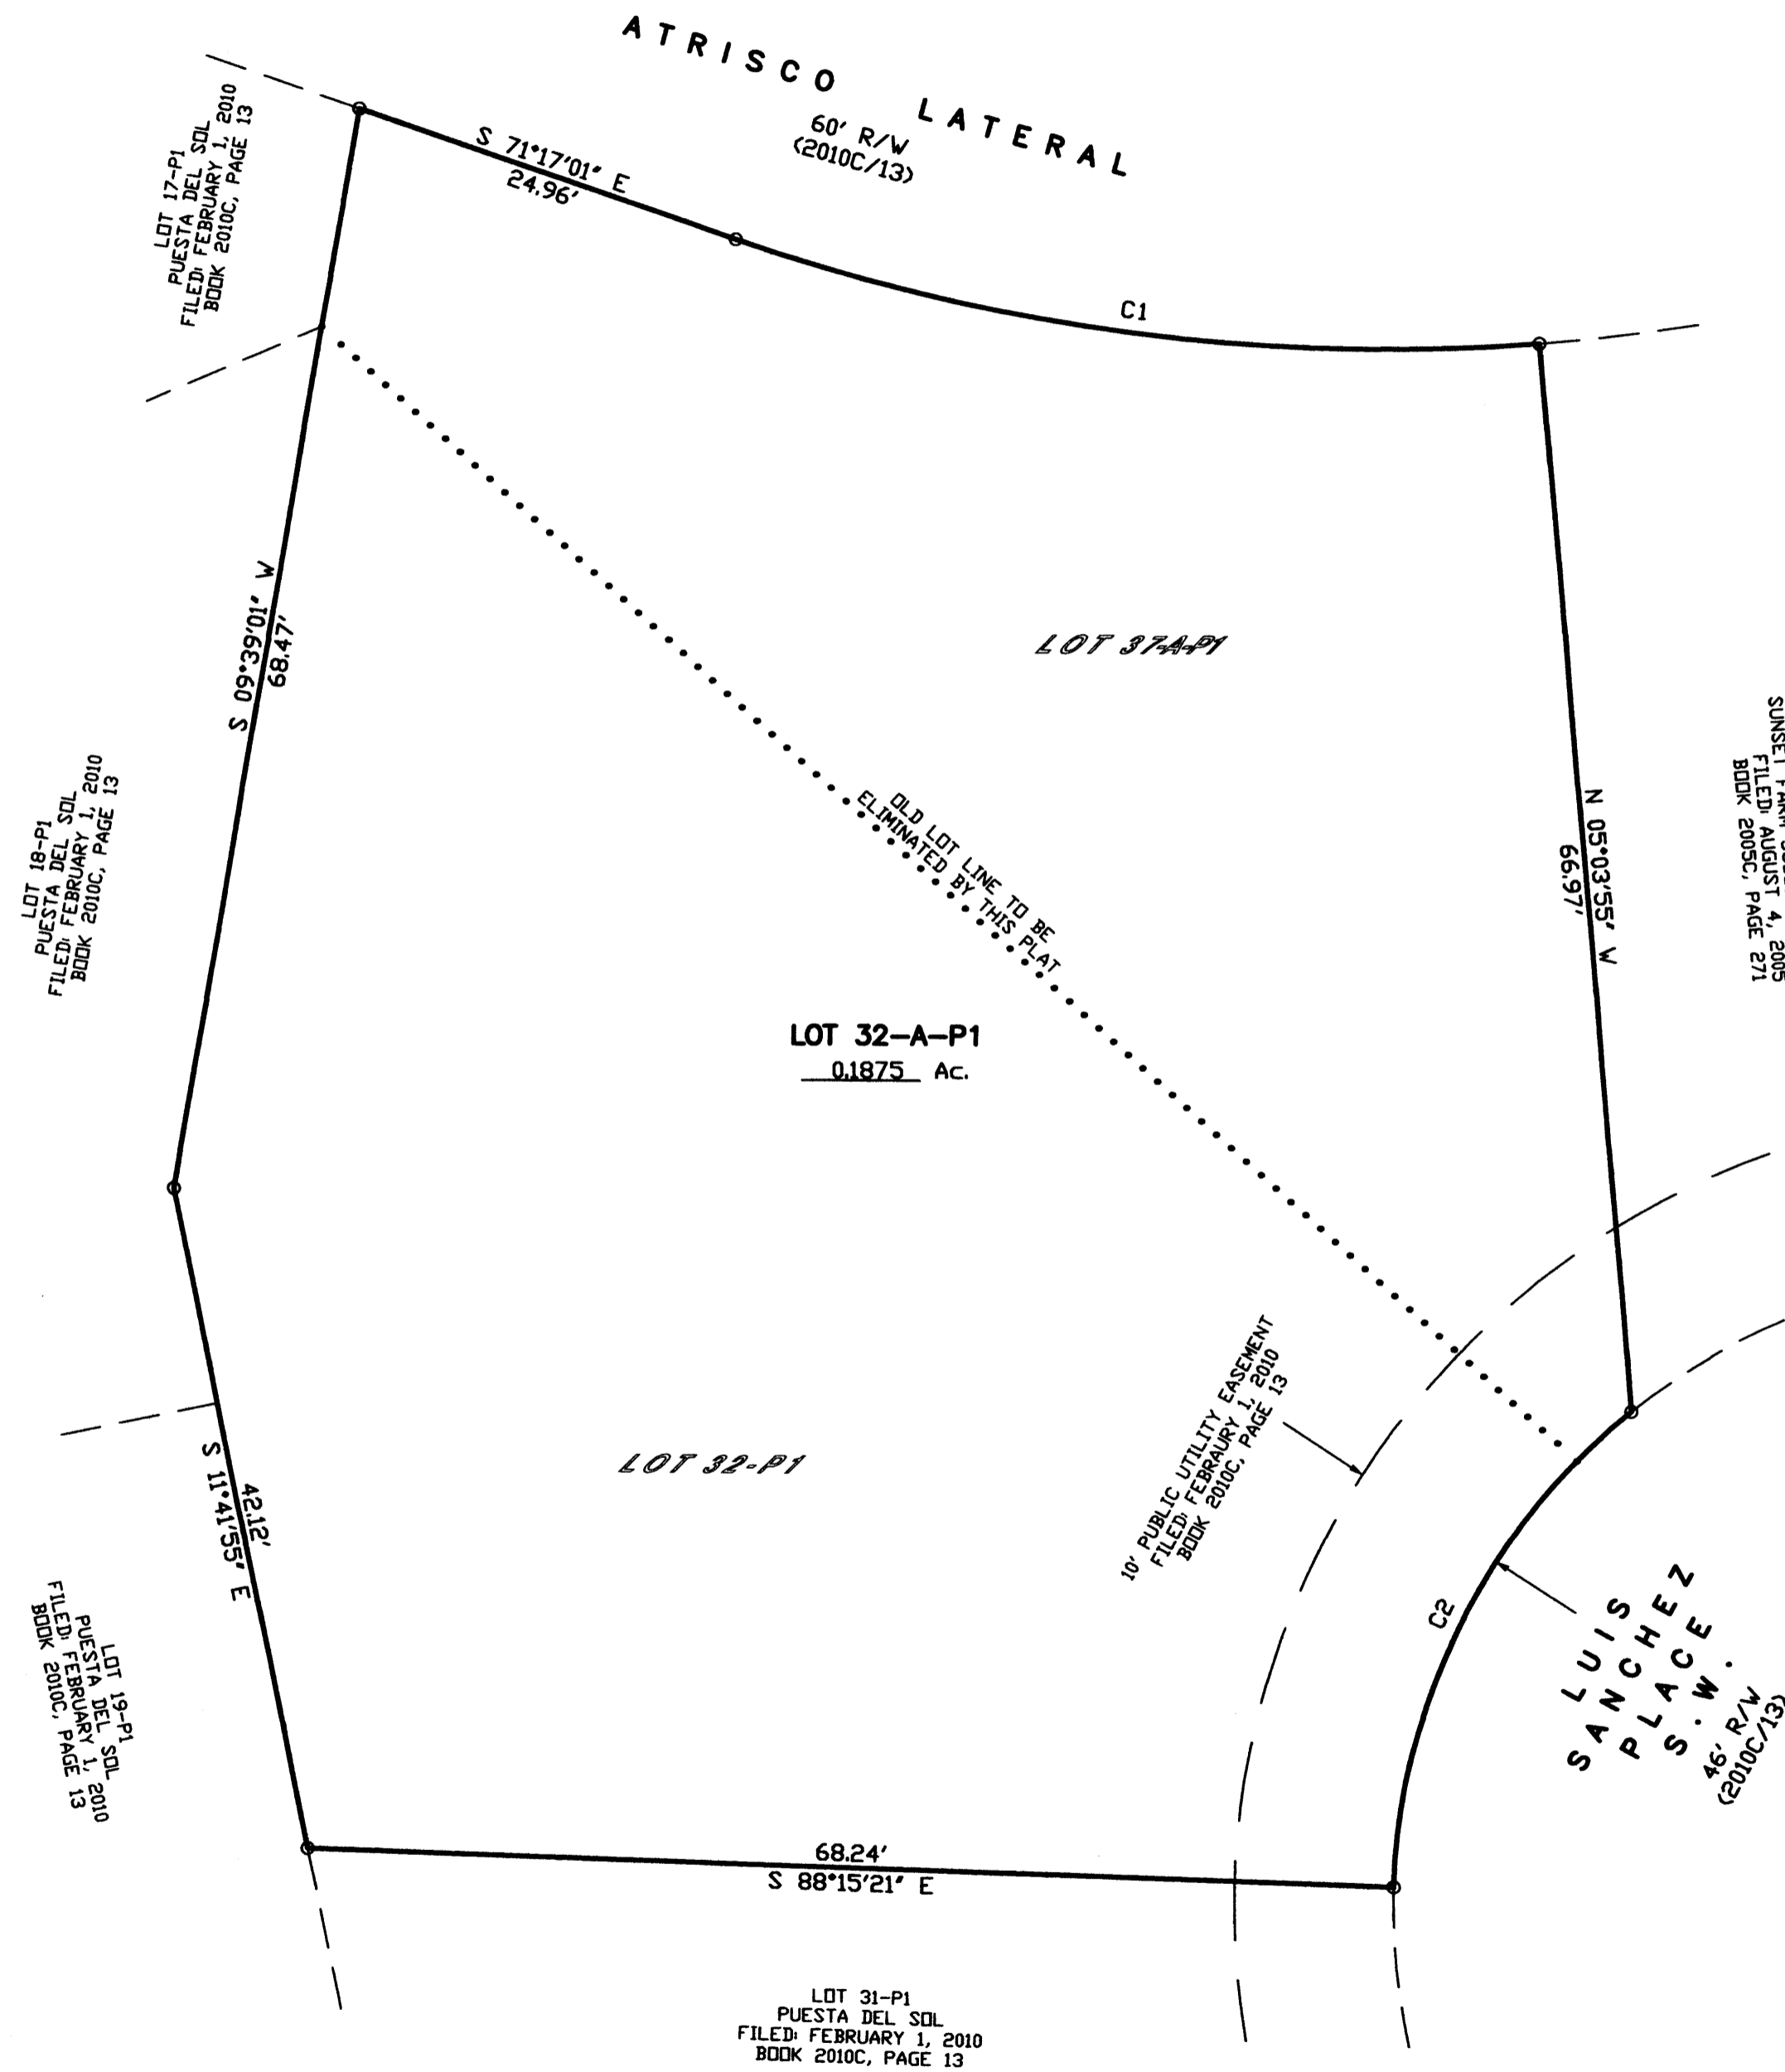 ATRISCO LATERAL
60' R/W
(2010C/13)
LOT 17-P1
PUESTA DEL SOL
FILED: FEBRUARY 1, 2010
BOOK 2010C, PAGE 13
S 71°17'01" E
24.96'
C1
S 09°39'01" W
68.47'
LOT 37-A-P1
N 05°03'55" W
66.97'
FILED: AUGUST 4, 2005
BOOK 2005C, PAGE 271
LOT 18-P1
PUESTA DEL SOL
FILED: FEBRUARY 1, 2010
BOOK 2010C, PAGE 13
OLD LOT LINE TO BE
ELIMINATED BY THIS PLAT
LOT 32-A-P1
0.1875 Ac.
10' PUBLIC UTILITY EASEMENT
FILED: FEBRAURY 1, 2010
BOOK 2010C, PAGE 13
LOT 32-P1
42.12'
S 11°41'55" E
C2
LUIS
SANCHEZ
PLACE
S.W.
46' R/W
(2010C/13)
LOT 19-P1
PUESTA DEL SOL
FILED: FEBRUARY 1, 2010
BOOK 2010C, PAGE 13
68.24'
S 88°15'21" E
LOT 31-P1
PUESTA DEL SOL
FILED: FEBRUARY 1, 2010
BOOK 2010C, PAGE 13